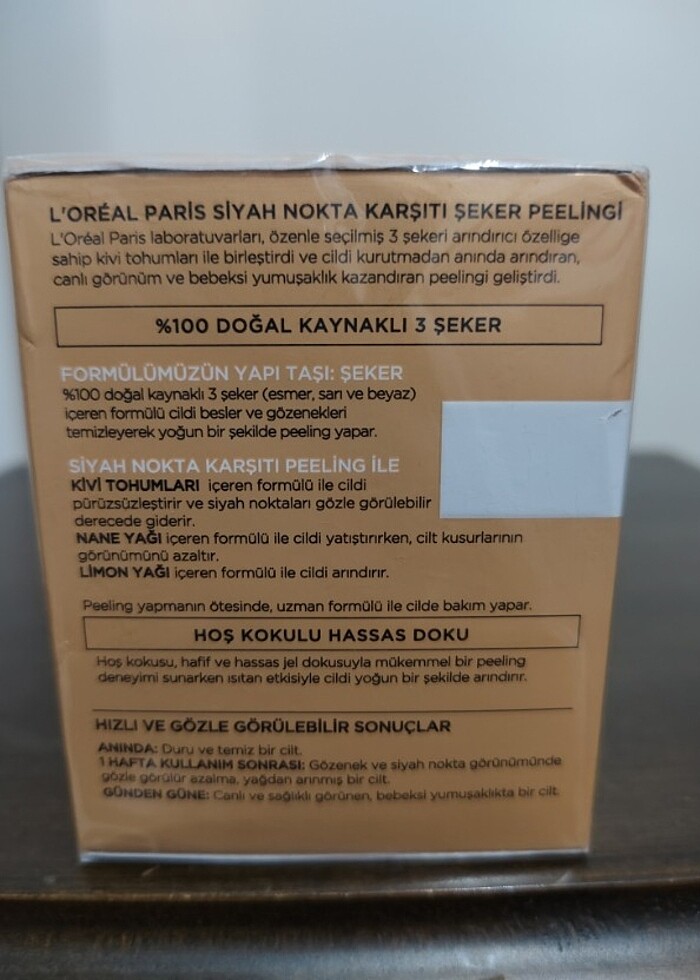 L'ORÉAL PARİS SİYAH NOKTA KARŞITI ŞEKER PEELİNGİ
L'Oréal Paris laboratuvarları, özenle seçilmiş 3 şekeri arındırıcı özellige
sahip kivi tohumları ile birleştirdi ve cildi kurutmadan anında arındıran,
canlı görünüm ve bebeksi yumuşaklık kazandıran peelingi geliştirdi.
%100 DOĞAL KAYNAKLI 3 ŞEKER
FORMÜLÜMÜZÜN YAPI TAŞI: ŞEKER
%100 doğal kaynaklı 3 şeker (esmer, sarı ve beyaz)
içeren formülü cildi besler ve gözenekleri
temizleyerek yoğun bir şekilde peeling yapar.
SİYAH NOKTA KARŞITI PEELİNG İLE
KİVİ TOHUMLARI içeren formülü ile cildi
pürüzsüzleştirir ve siyah noktaları gözle görülebilir
derecede giderir.
NANE YAĞI içeren formülü ile cildi yatıştırırken, cilt kusurlarının
görünümünü azaltır.
LİMON YAĞI içeren formülü ile cildi arındırır.
Peeling yapmanın ötesinde, uzman formülü ile cilde bakım yapar.
HOŞ KOKULU HASSAS DOKU
Hoş kokusu, hafif ve hassas jel dokusuyla mükemmel bir peeling
deneyimi sunarken ısıtan etkisiyle cildi yoğun bir şekilde arındırır.
HIZLI VE GÖZLE GÖRÜLEBİLİR SONUÇLAR
ANINDA: Duru ve temiz bir cilt.
1 HAFTA KULLANIM SONRASI: Gözenek ve siyah nokta görünümünde
gözle görülür azalma, yağdan arınmış bir cilt.
GÜNDEN GÜNE: Canlı ve sağlıklı görünen, bebeksi yumuşaklıkta bir cilt.